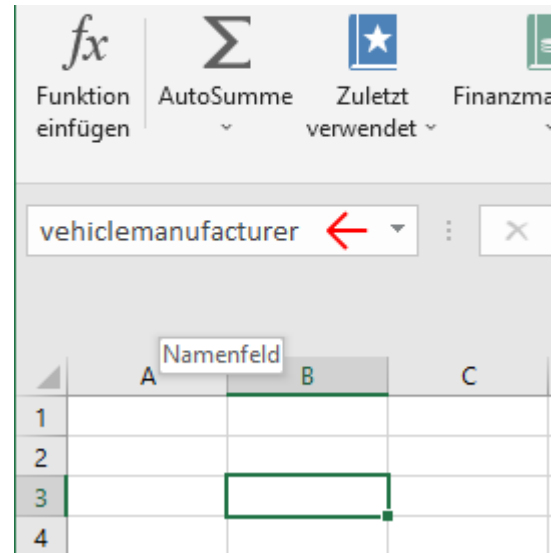 fx
Funktion einfügen
AutoSumme
Zuletzt verwendet
Finanzma
vehiclemanufacturer
Namenfeld
A B C
1
2
3
4